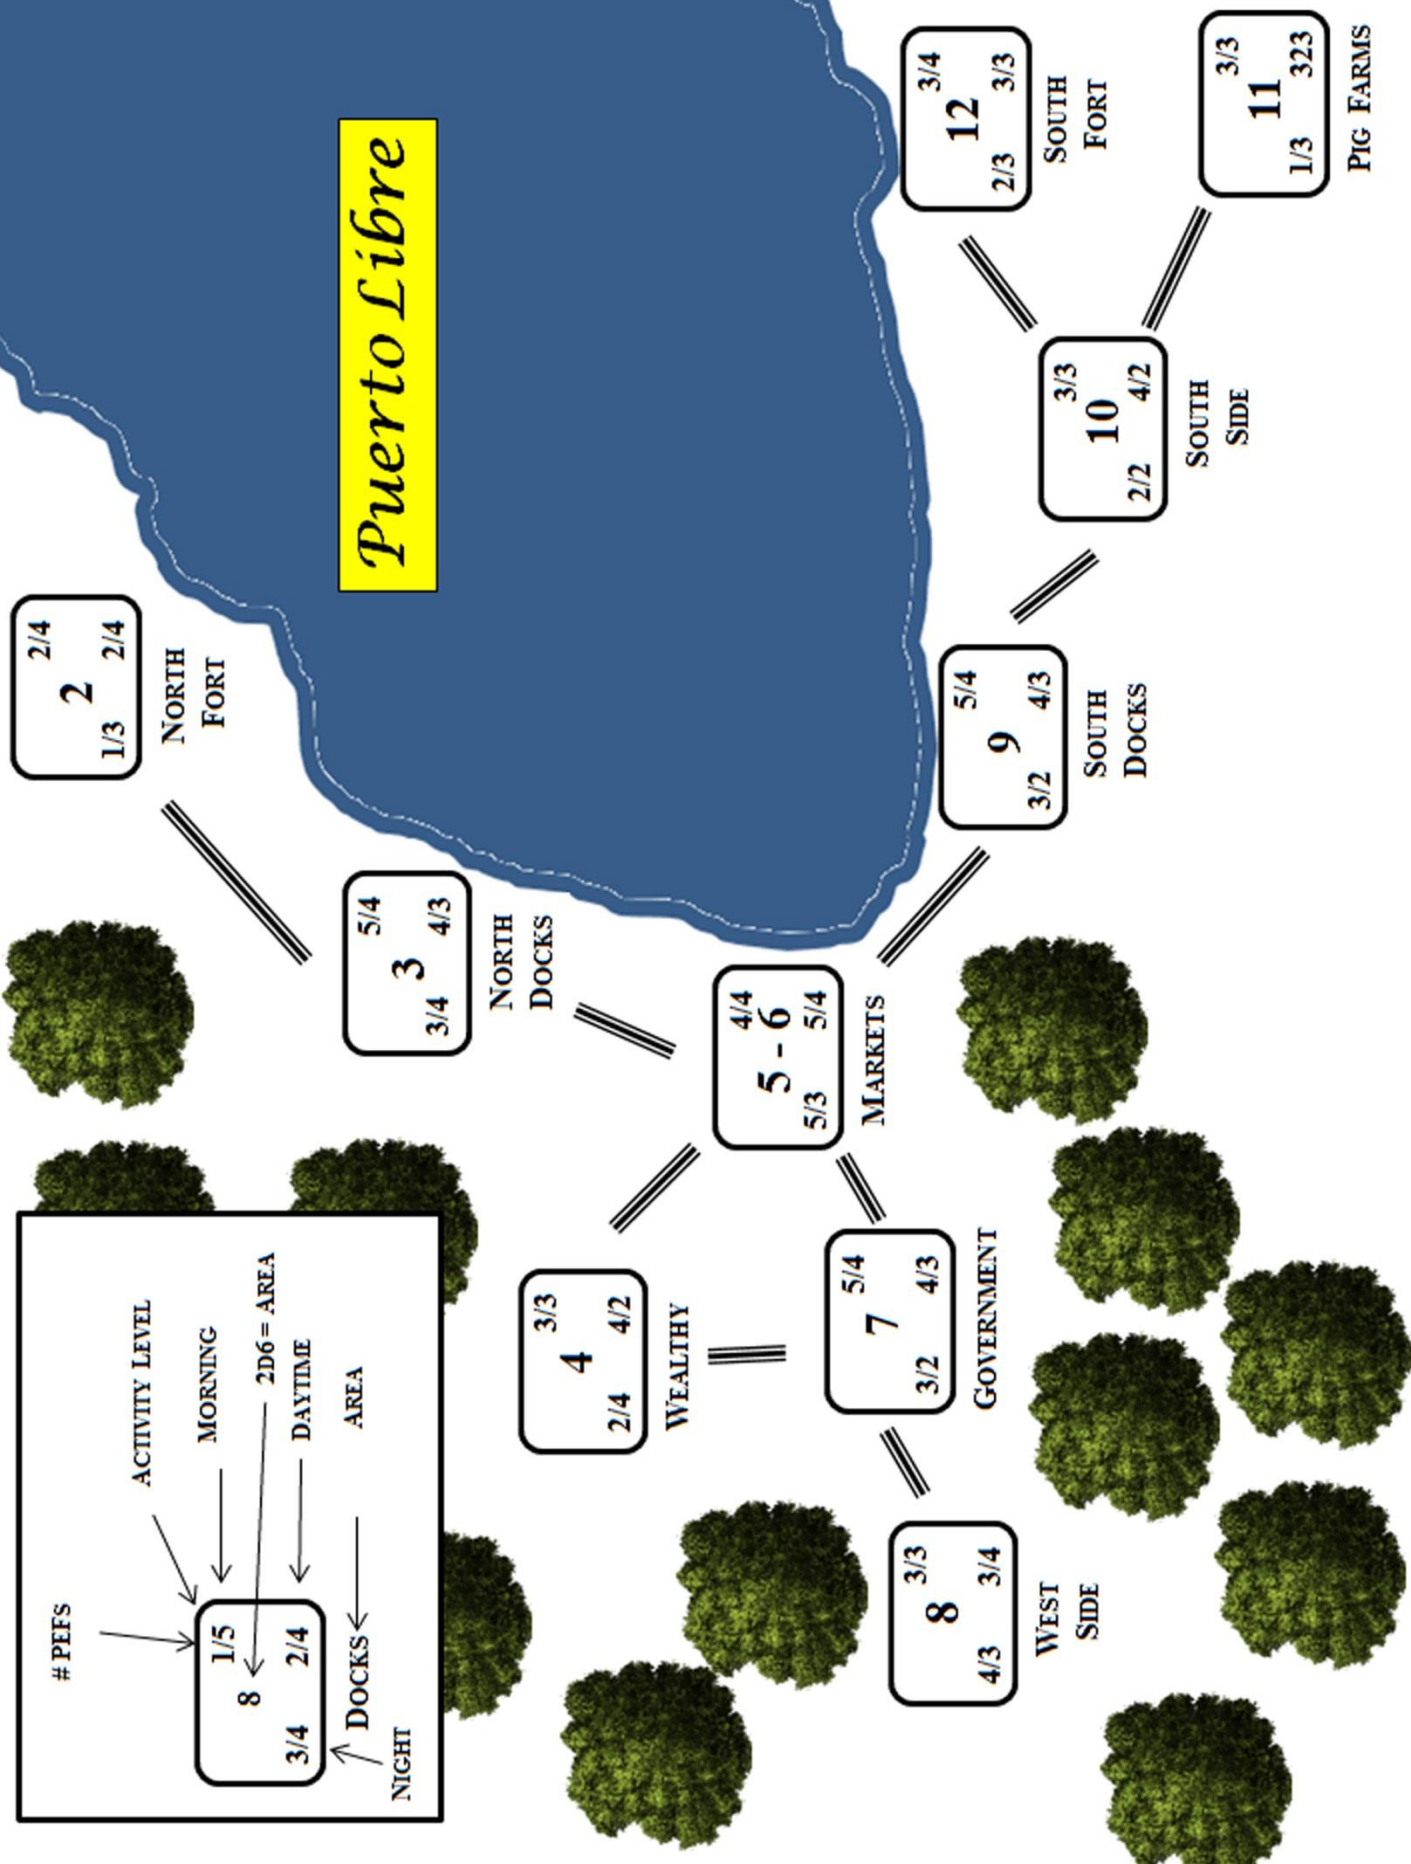 # PEFS
ACTIVITY LEVEL
MORNING
1/5
8
2D6 = AREA
3/4 2/4
DAYTIME
DOCKS
AREA
NIGHT
2/4
2
1/3 2/4
NORTH
FORT
Puerto Libre
5/4
3
3/4 4/3
NORTH
DOCKS
3/3
4
2/4 4/2
WEALTHY
4/4
5 - 6
5/3 5/4
MARKETS
5/4
7
3/2 4/3
GOVERNMENT
3/3
8
4/3 3/4
WEST
SIDE
5/4
9
3/2 4/3
SOUTH
DOCKS
3/3
10
2/2 4/2
SOUTH
SIDE
3/4
12
2/3 3/3
SOUTH
FORT
3/3
11
1/3 323
PIG FARMS